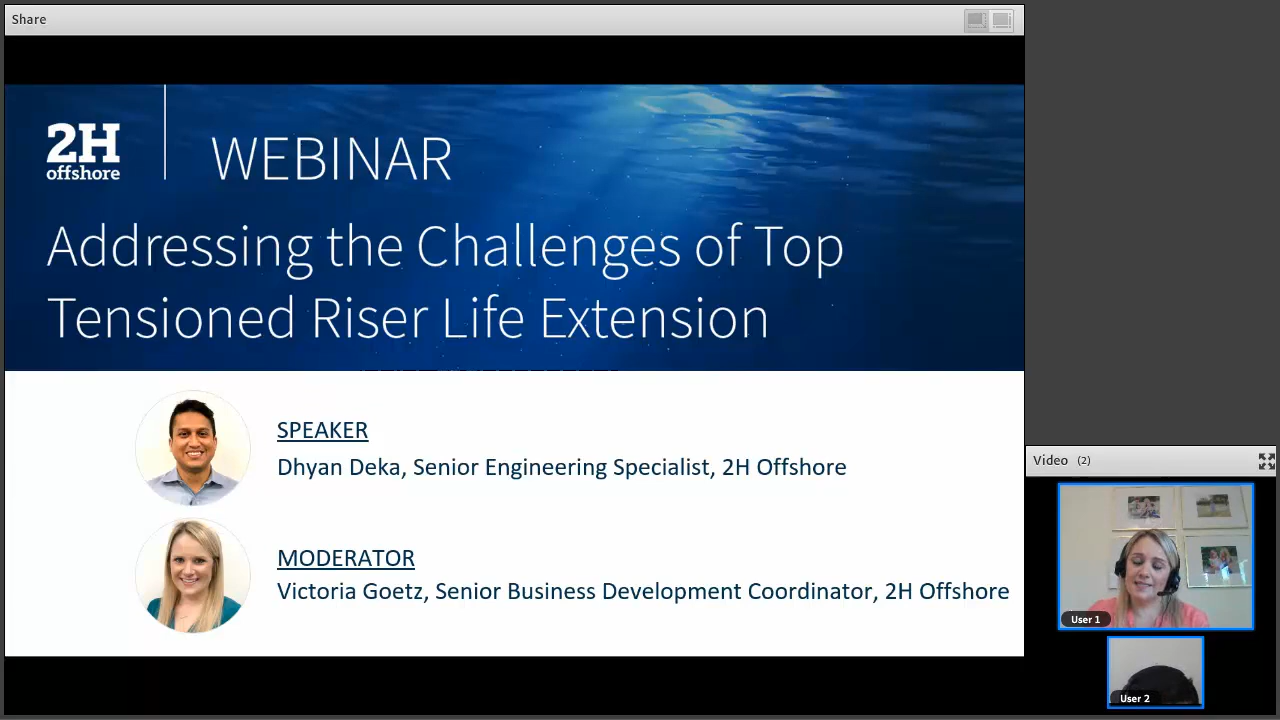 Share
2H
offshore
WEBINAR
Addressing the Challenges of Top
Tensioned Riser Life Extension
SPEAKER
Dhyan Deka, Senior Engineering Specialist, 2H Offshore
MODERATOR
Victoria Goetz, Senior Business Development Coordinator, 2H Offshore
Video (2)
User 1
User 2